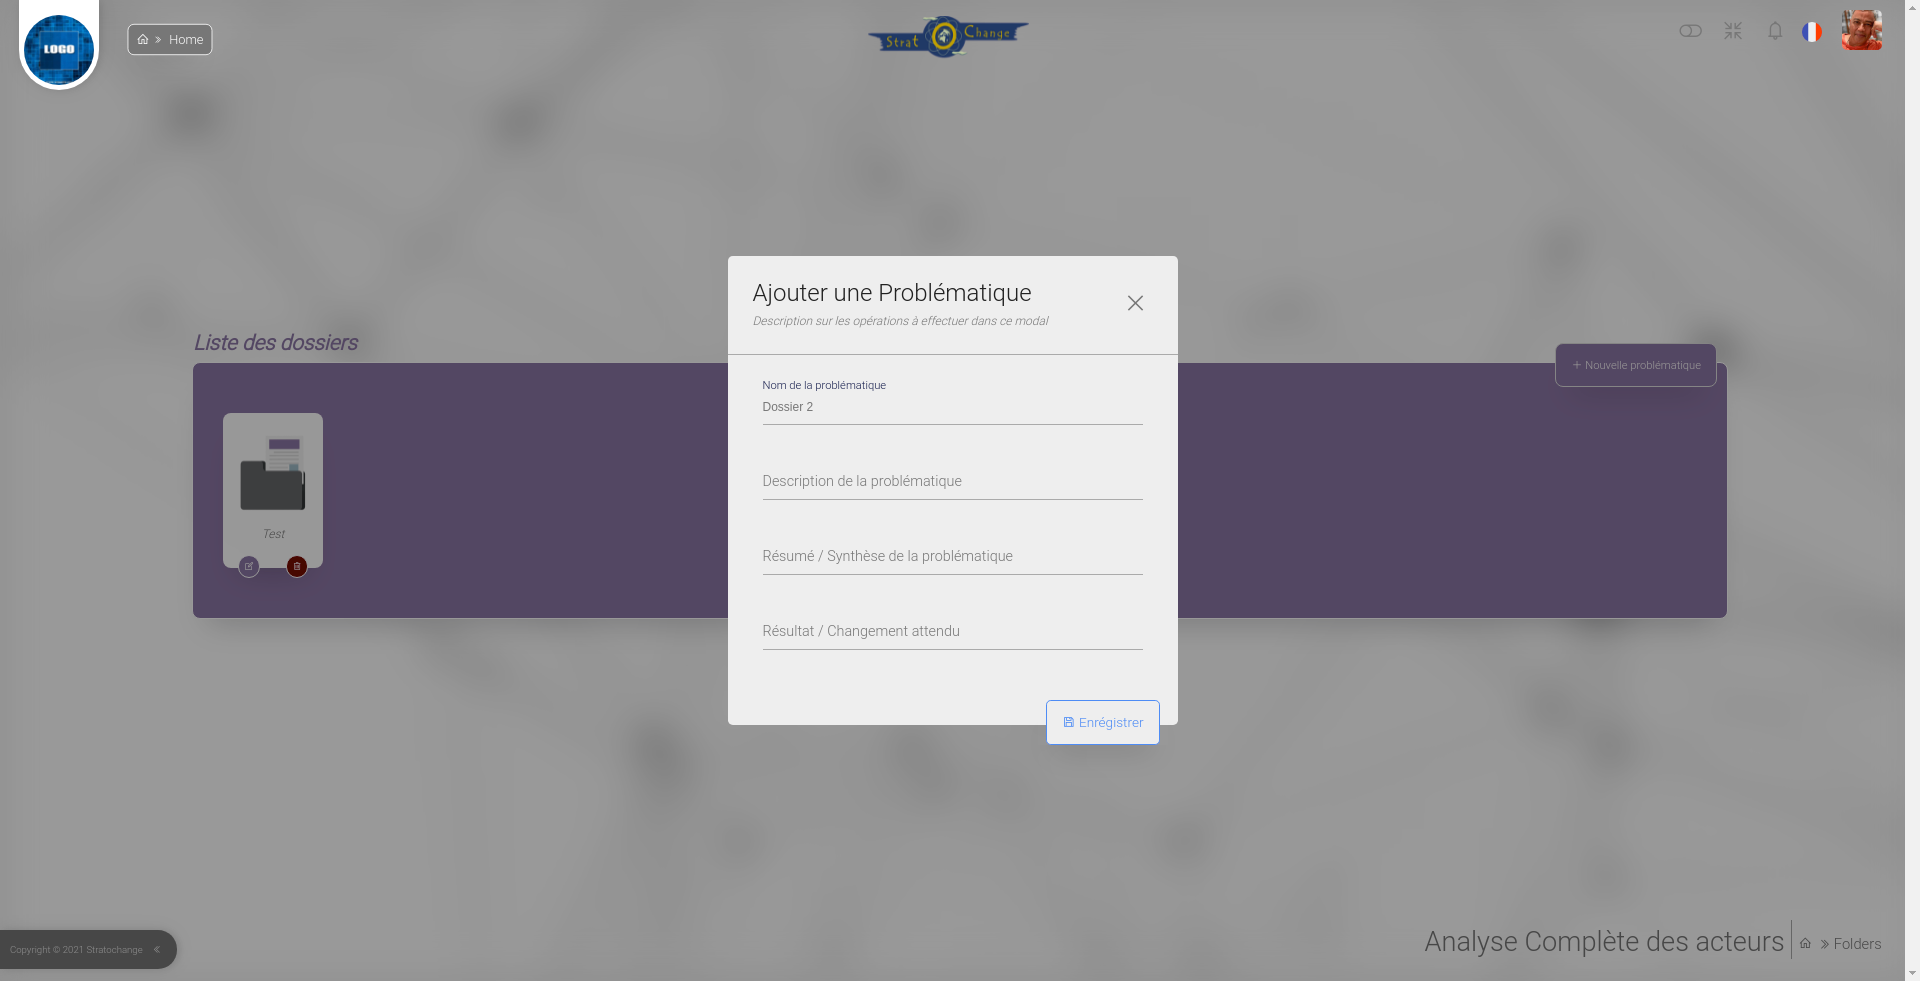 LOGO
Home
Strat Change
Ajouter une Problématique
Description sur les opérations à effectuer dans ce modal
Liste des dossiers
Nouvelle problématique
Nom de la problématique
Dossier 2
Description de la problématique
Test
Résumé / Synthèse de la problématique
Résultat / Changement attendu
Enrégistrer
Copyright © 2021 Stratochange
Analyse Complète des acteurs
Folders